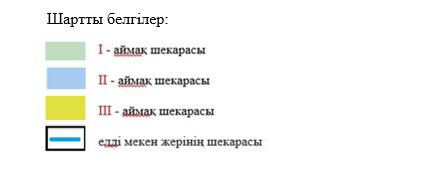 Шартты белгілер:
I - аймақ шекарасы
II - аймақ шекарасы
III - аймақ шекарасы
елді мекен жерінің шекарасы